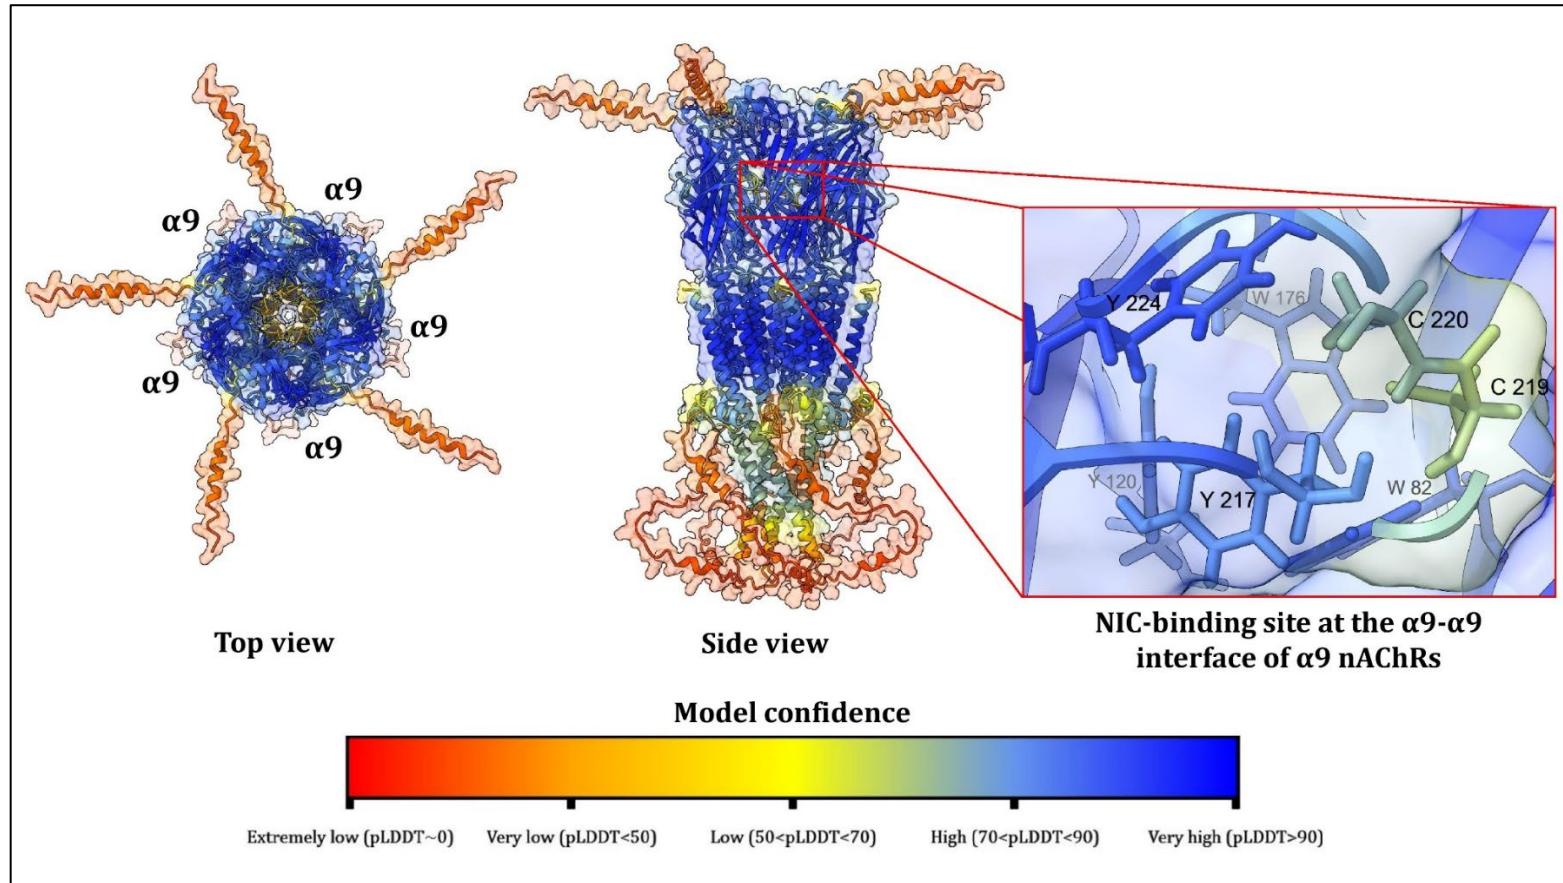 α9
α9
α9
α9
α9
Y 224
W 176
C 220
C 219
Y 120
Y 217
W 82
Top view
Side view
NIC-binding site at the α9-α9
interface of α9 nAChRs
Model confidence
Extremely low (pLDDT~0)
Very low (pLDDT<50)
Low (50<pLDDT<70)
High (70<pLDDT<90)
Very high (pLDDT>90)